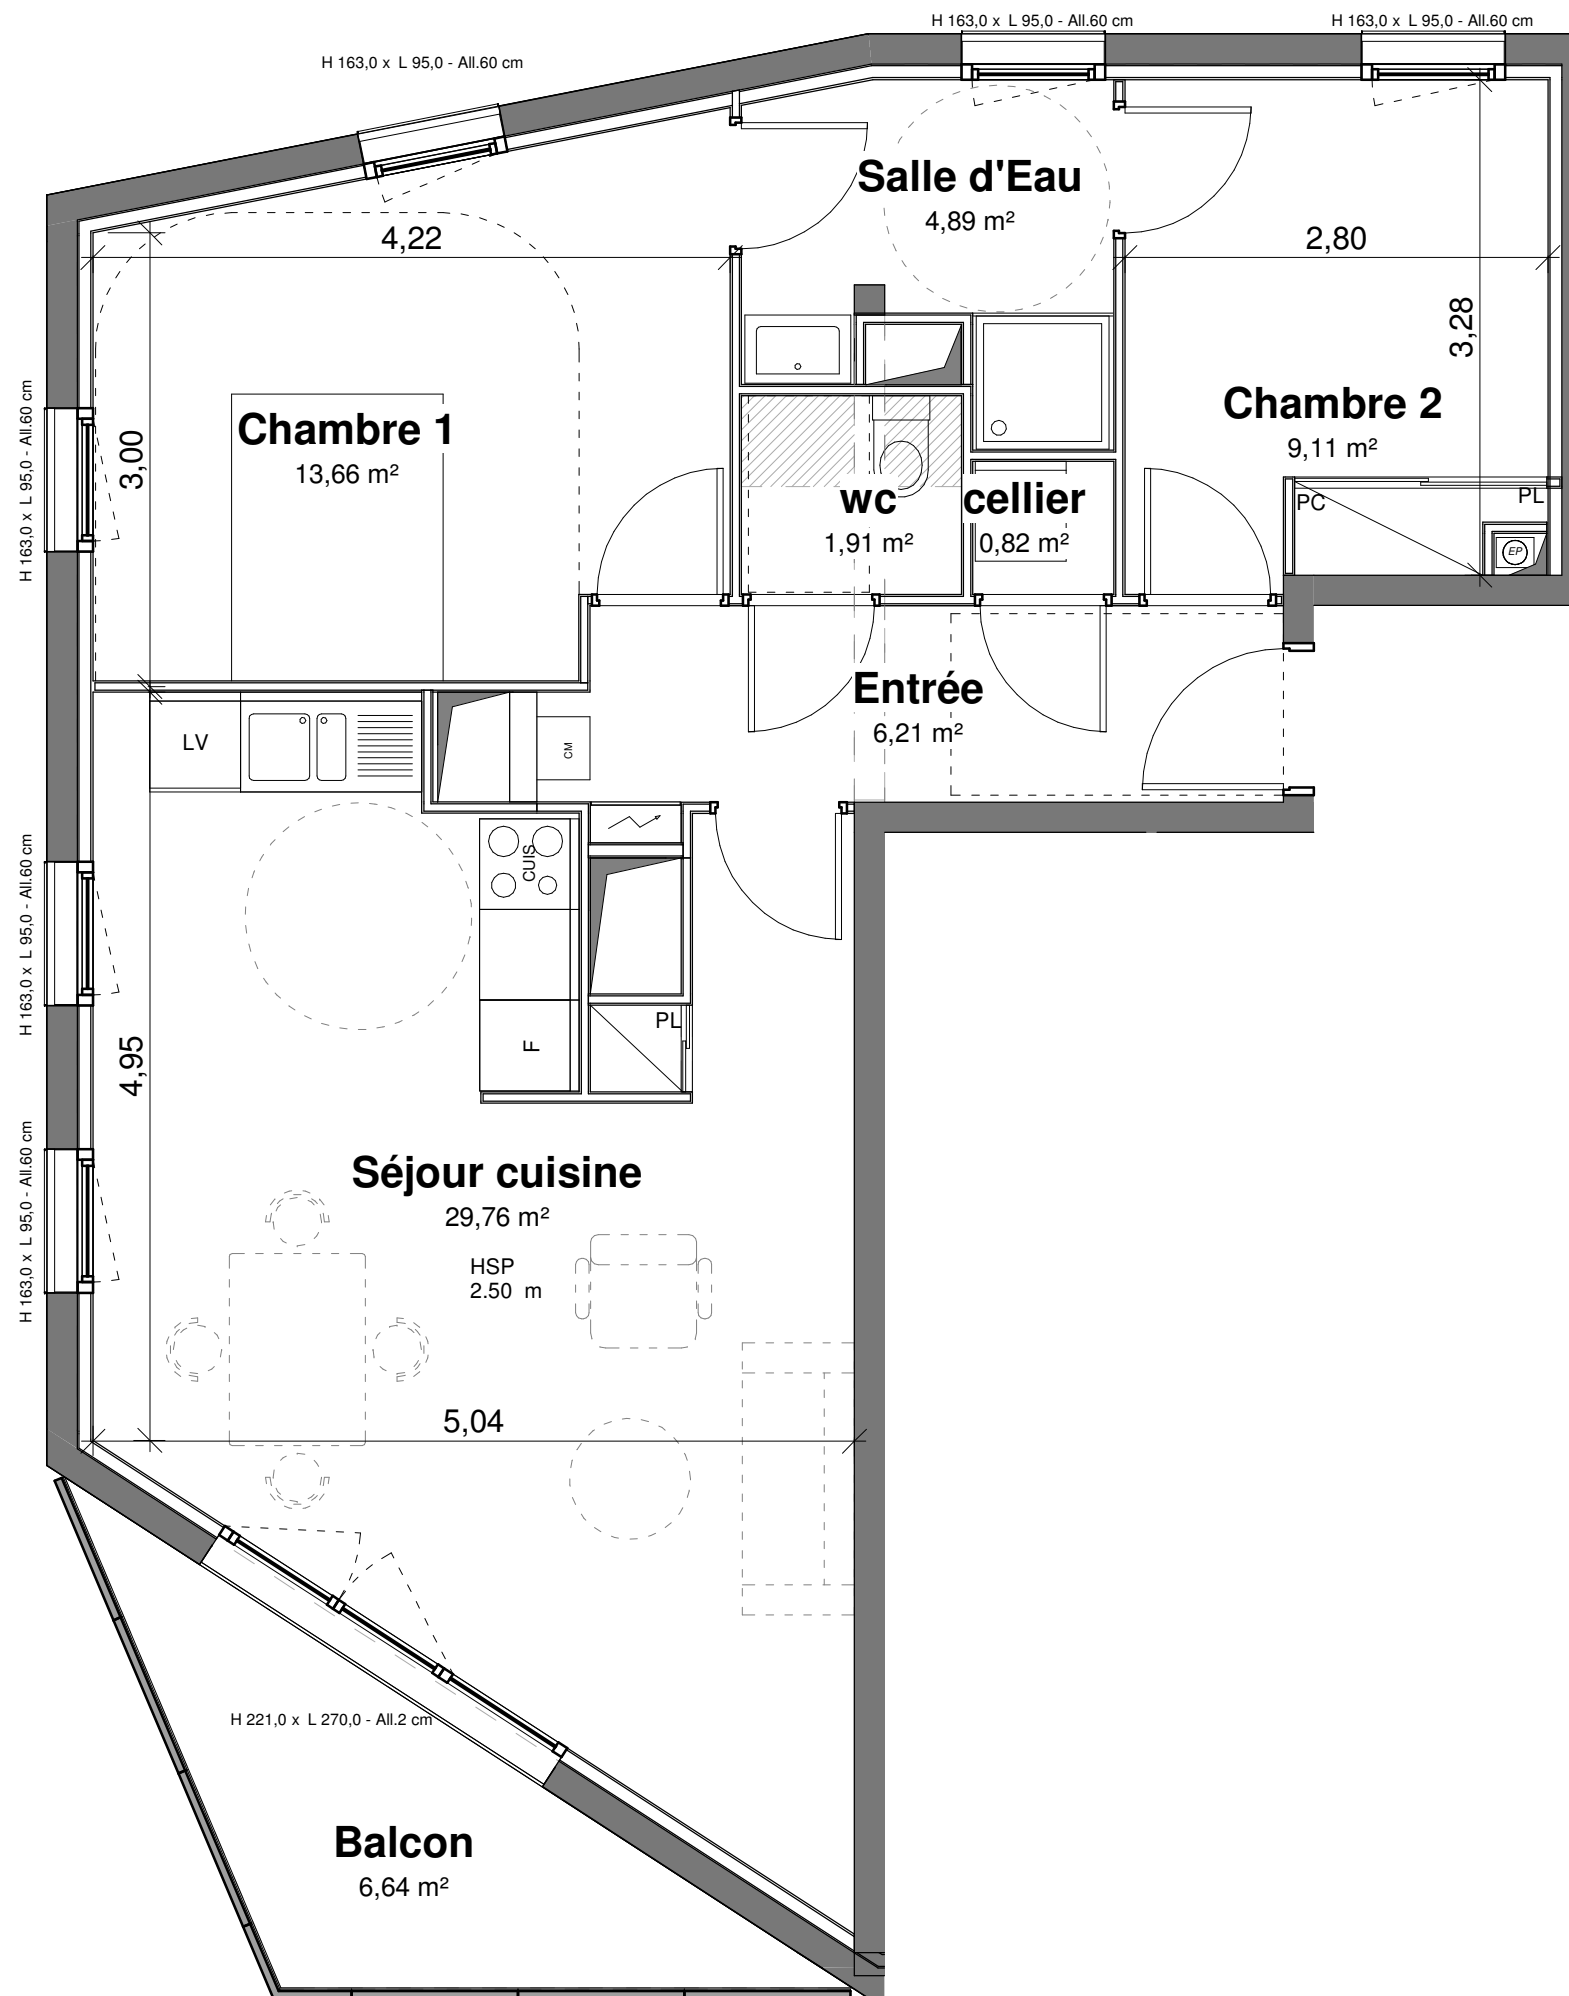 H 163,0 x L 95,0 - All.60 cm
H 163,0 x L 95,0 - All.60 cm
H 163,0 x L 95,0 - All.60 cm
Salle d'Eau
4,89 m²
4,22
2,80
3,28
H 163,0 x L 95,0 - All.60 cm
3,00
Chambre 1
13,66 m²
Chambre 2
9,11 m²
wc
1,91 m²
cellier
0,82 m²
PC
PL
EP
Entrée
6,21 m²
LV
CM
H 163,0 x L 95,0 - All.60 cm
CUIS
4,95
PL
F
H 163,0 x L 95,0 - All.60 cm
Séjour cuisine
29,76 m²
HSP
2.50 m
5,04
H 221,0 x L 270,0 - All.2 cm
Balcon
6,64 m²